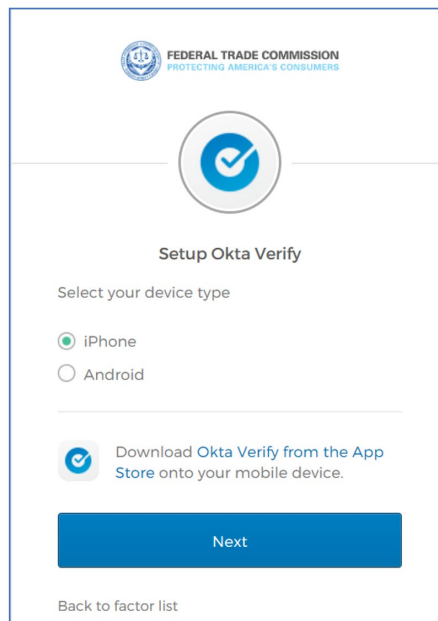 FEDERAL TRADE COMMISSION
PROTECTING AMERICA'S CONSUMERS
Setup Okta Verify
Select your device type
iPhone
Android
Download Okta Verify from the App
Store onto your mobile device.
Next
Back to factor list